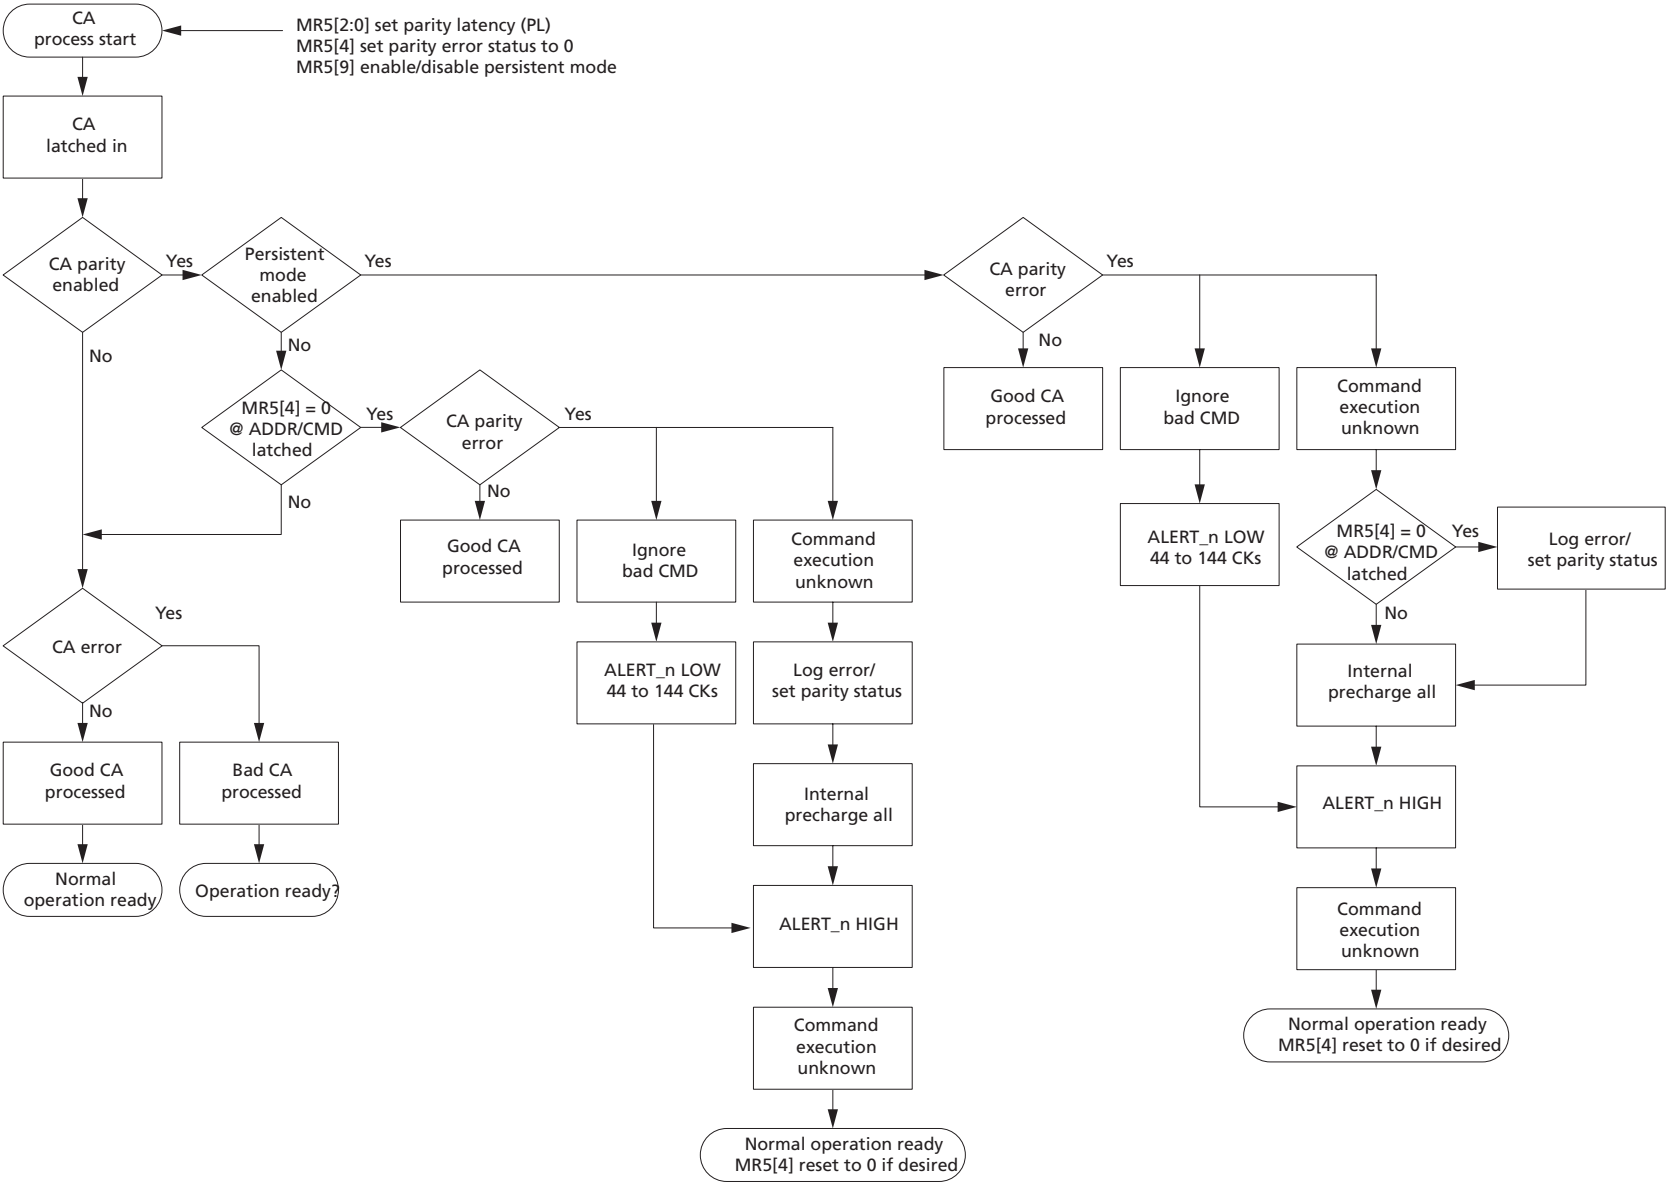 CA
process start
MR5[2:0] set parity latency (PL)
MR5[4] set parity error status to 0
MR5[9] enable/disable persistent mode
CA
latched in
CA parity
enabled
Yes
No
Persistent
mode
enabled
Yes
No
CA parity
error
Yes
No
MR5[4] = 0
@ ADDR/CMD
latched
Yes
No
CA parity
error
Yes
No
Good CA
processed
Ignore
bad CMD
Command
execution
unknown
Good CA
processed
Ignore
bad CMD
Command
execution
unknown
ALERT_n LOW
44 to 144 CKs
MR5[4] = 0
@ ADDR/CMD
latched
Yes
No
Log error/
set parity status
CA error
Yes
No
ALERT_n LOW
44 to 144 CKs
Log error/
set parity status
Internal
precharge all
Good CA
processed
Bad CA
processed
Internal
precharge all
ALERT_n HIGH
Normal
operation ready
Operation ready?
ALERT_n HIGH
Command
execution
unknown
Command
execution
unknown
Normal operation ready
MR5[4] reset to 0 if desired
Normal operation ready
MR5[4] reset to 0 if desired